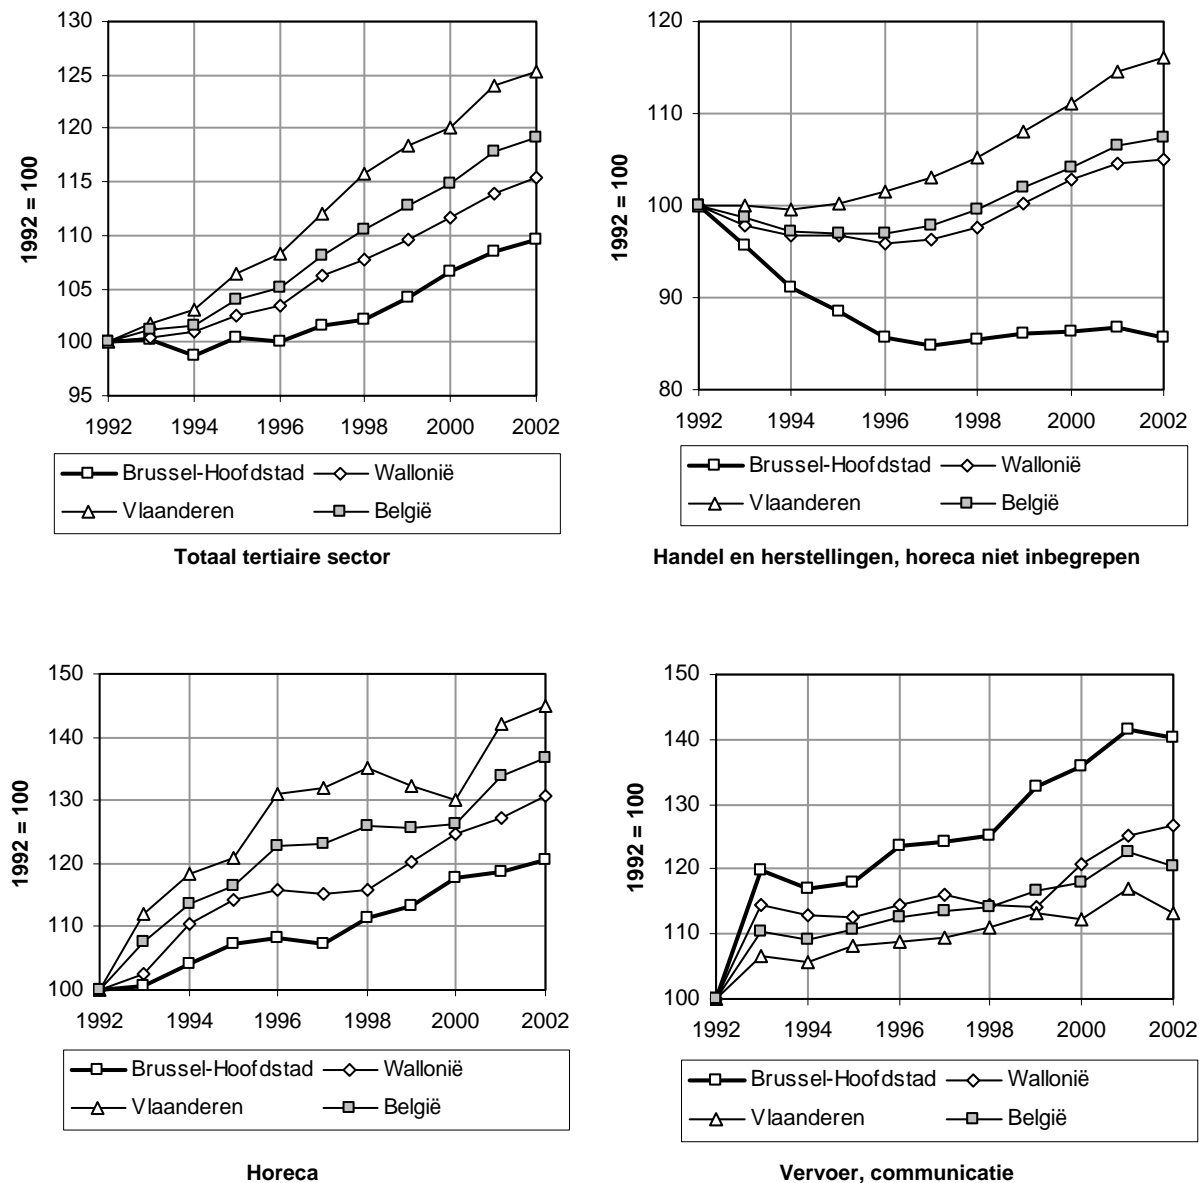 130
125
120
115
110
105
100
95
1992 = 100
1992 1994 1996 1998 2000 2002
Brussel-Hoofdstad Wallonië
Vlaanderen België
Totaal tertiaire sector
120
110
100
90
80
1992 = 100
1992 1994 1996 1998 2000 2002
Brussel-Hoofdstad Wallonië
Vlaanderen België
Handel en herstellingen, horeca niet inbegrepen
150
140
130
120
110
100
1992 = 100
1992 1994 1996 1998 2000 2002
Brussel-Hoofdstad Wallonië
Vlaanderen België
Horeca
150
140
130
120
110
100
1992 = 100
1992 1994 1996 1998 2000 2002
Brussel-Hoofdstad Wallonië
Vlaanderen België
Vervoer, communicatie